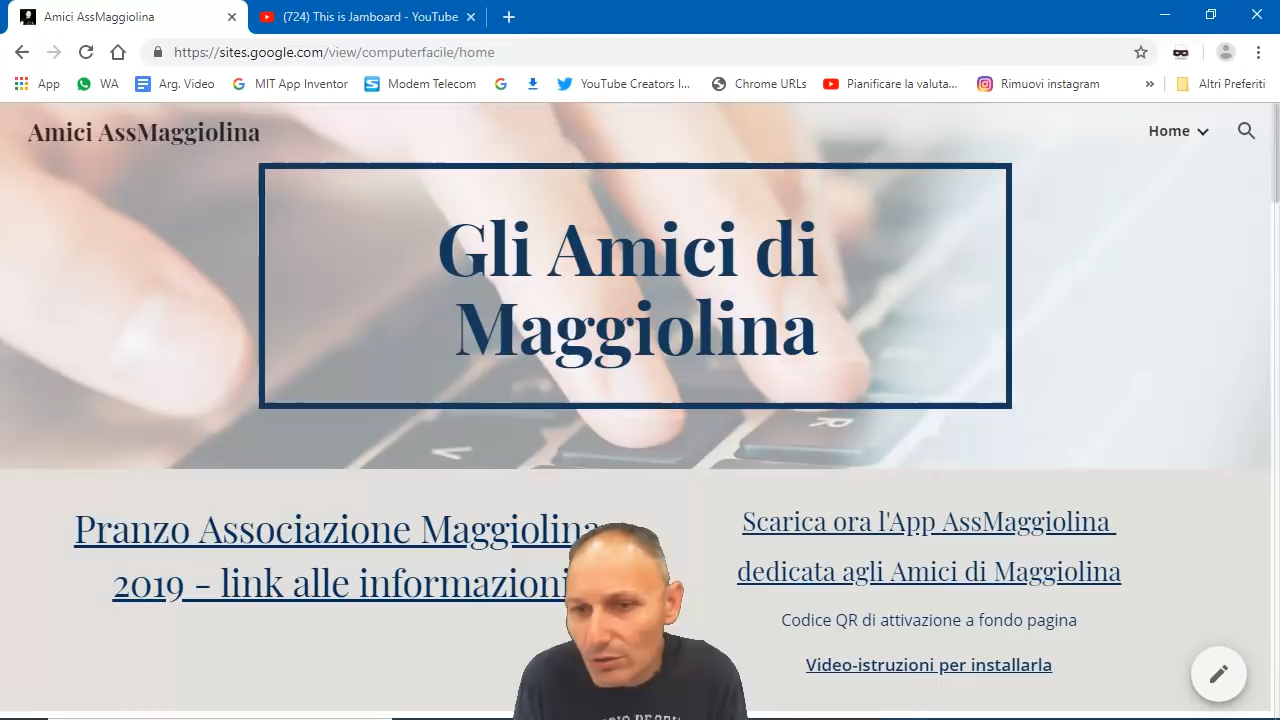 Amici AssMaggiolina
(724) This is Jamboard - YouTube
https://sites.google.com/view/computerfacile/home
App
WA
Arg. Video
MIT App Inventor
Modem Telecom
YouTube Creators I...
Chrome URLs
Pianificare la valuta...
Rimuovi instagram
»
Altri Preferiti
Amici AssMaggiolina
Home
Gli Amici di
Maggiolina
Pranzo Associazione Maggiolina
2019 - link alle informazioni
Scarica ora l'App AssMaggiolina
dedicata agli Amici di Maggiolina
Codice QR di attivazione a fondo pagina
Video-istruzioni per installarla
V
R